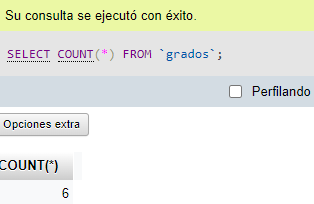 Su consulta se ejecutó con éxito.
SELECT COUNT(*) FROM `grados`;
Perfilando
Opciones extra
COUNT(*)
6